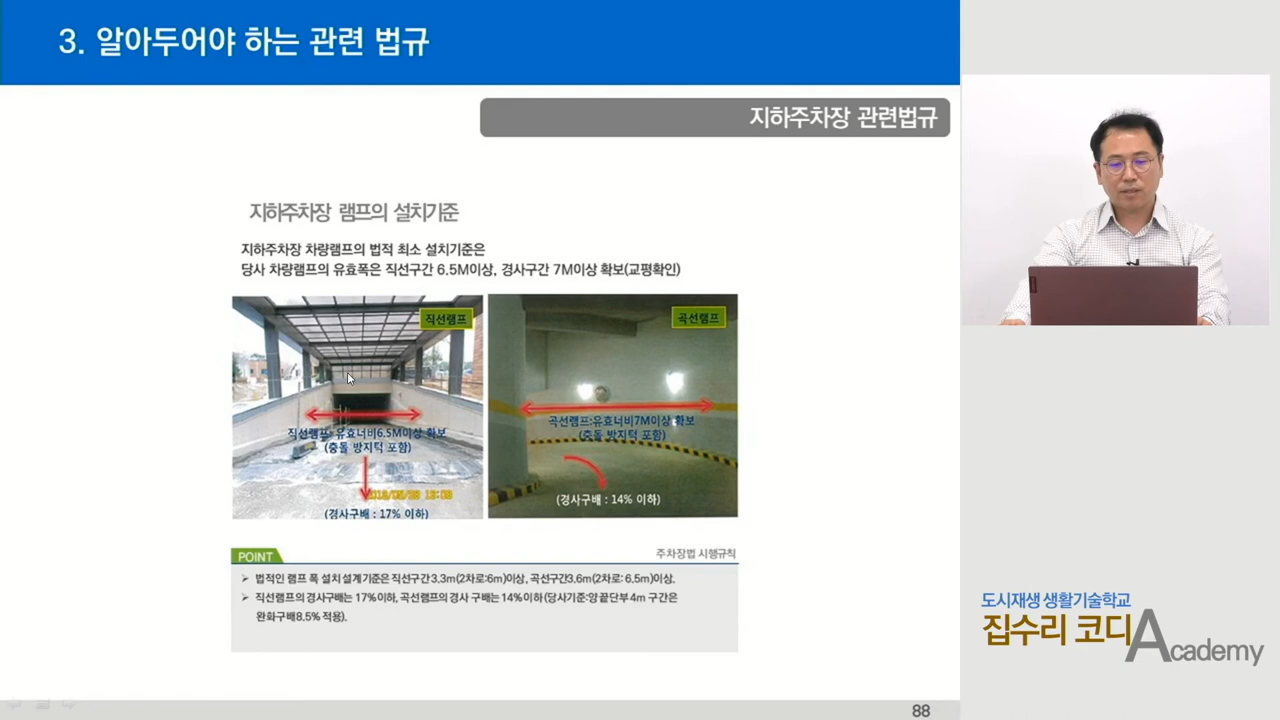 3. 알아두어야 하는 관련 법규
지하주차장 관련법규
지하주차장 램프의 설치기준
지하주차장 차량램프의 법적 최소 설치기준은
당사 차량램프의 유효폭은 직선구간 6.5M이상, 경사구간 7M이상 확보(교평확인)
직선램프
직선램프:유효너비6.5M이상 확보
(충돌 방지턱 포함)
(경사구배 : 17% 이하)
곡선램프
곡선램프:유효너비7M이상 확보
(충돌 방지턱 포함)
(경사구배 : 14% 이하)
POINT
주차장법 시행규칙
➢ 법적인 램프 폭 설치 설계기준은 직선구간 3.3m(2차로:6m)이상, 곡선구간3.6m(2차로: 6.5m)이상.
➢ 직선램프의 경사구배는 17%이하, 곡선램프의 경사 구배는 14%이하 (당사기준:양 끝단부 4m 구간은
완화구배8.5% 적용).
88
도시재생 생활기술학교
집수리 코디Academy